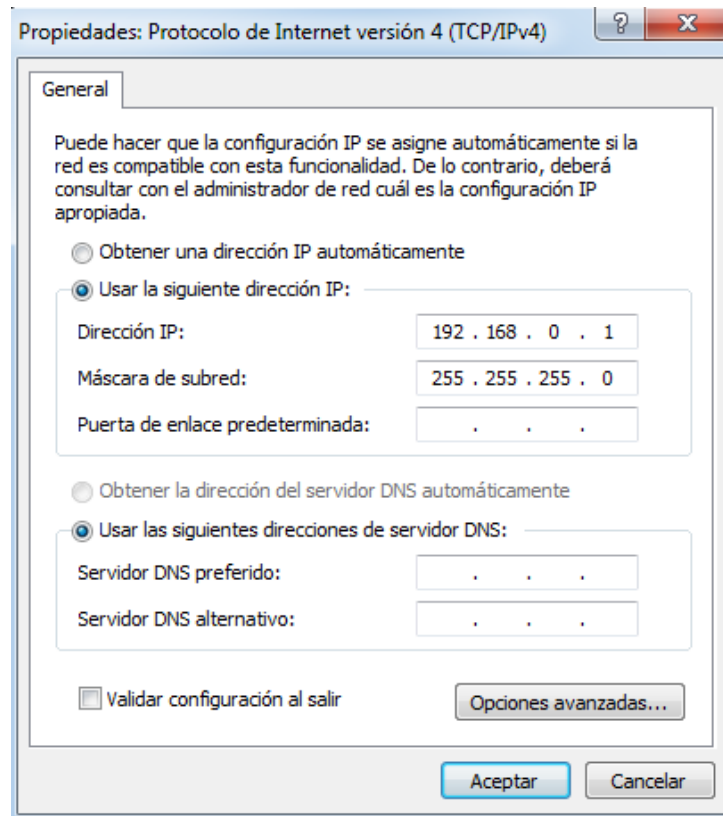 Propiedades: Protocolo de Internet versión 4 (TCP/IPv4)
General
Puede hacer que la configuración IP se asigne automáticamente si la
red es compatible con esta funcionalidad. De lo contrario, deberá
consultar con el administrador de red cuál es la configuración IP
apropiada.
Obtener una dirección IP automáticamente
Usar la siguiente dirección IP:
Dirección IP: 192 . 168 . 0 . 1
Máscara de subred: 255 . 255 . 255 . 0
Puerta de enlace predeterminada: . . .
Obtener la dirección del servidor DNS automáticamente
Usar las siguientes direcciones de servidor DNS:
Servidor DNS preferido: . . .
Servidor DNS alternativo: . . .
Validar configuración al salir
Opciones avanzadas...
Aceptar Cancelar